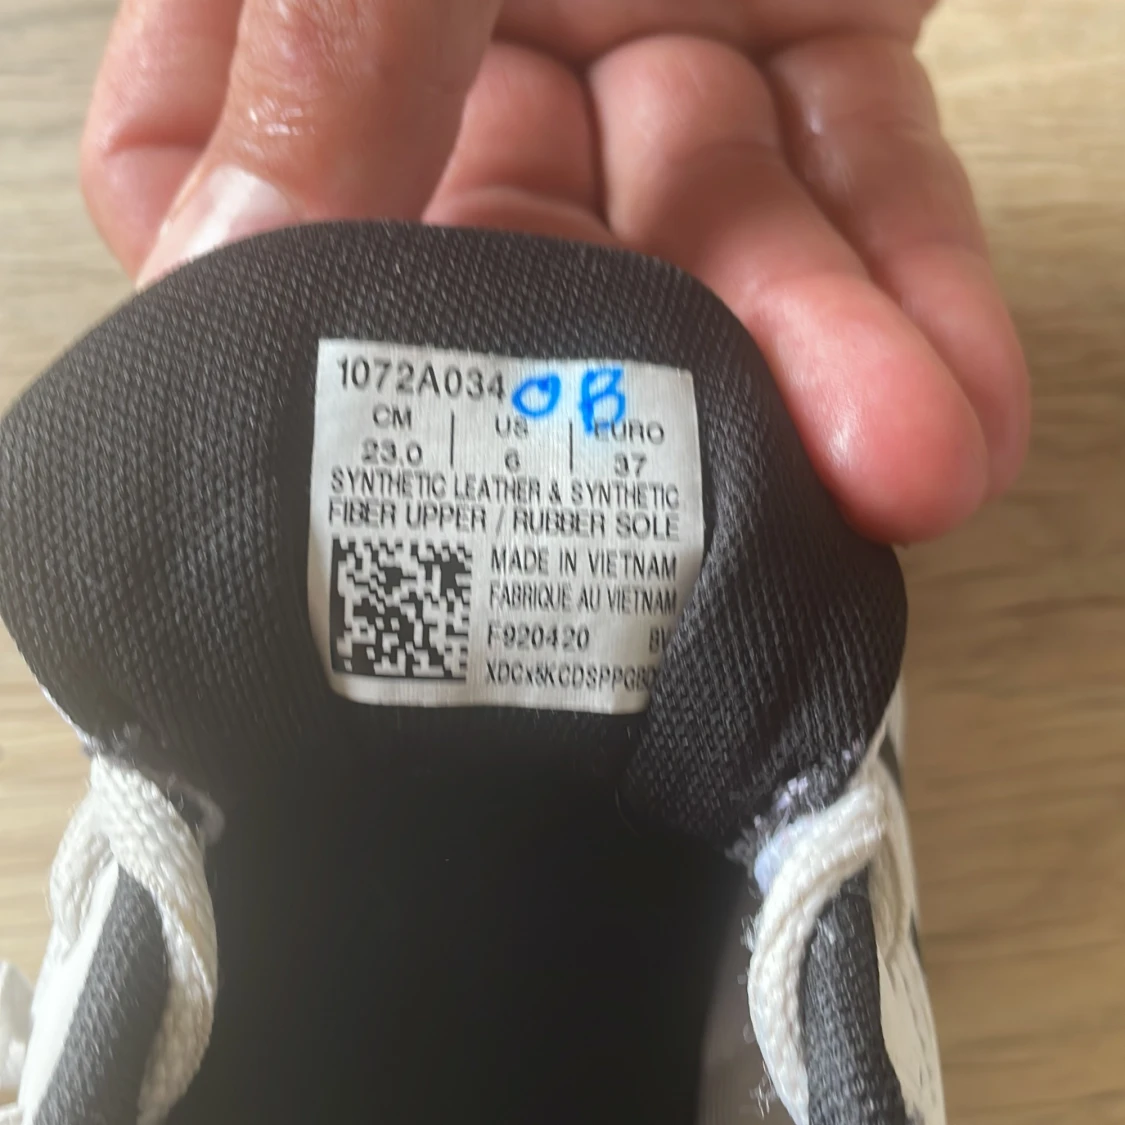 1072A034 OB
CM | US | EURO
23.0 | 6 | 37
SYNTHETIC LEATHER & SYNTHETIC
FIBER UPPER / RUBBER SOLE
MADE IN VIETNAM
FABRIQUE AU VIETNAM
F920420